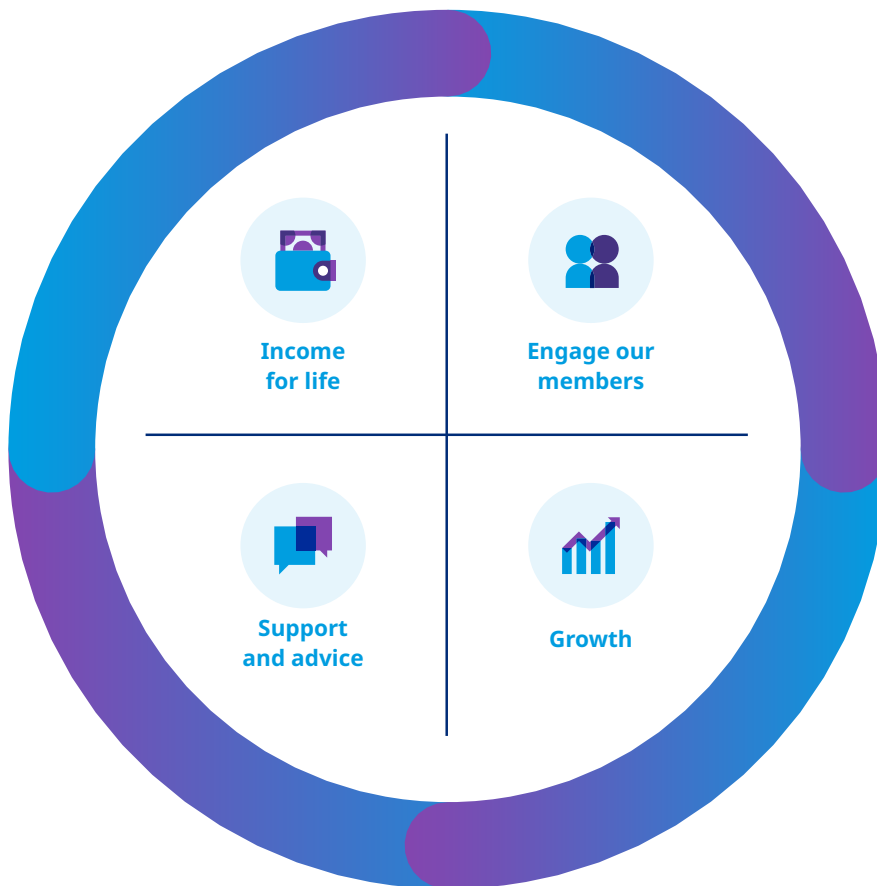 Income
for life
Engage our
members
Support
and advice
Growth